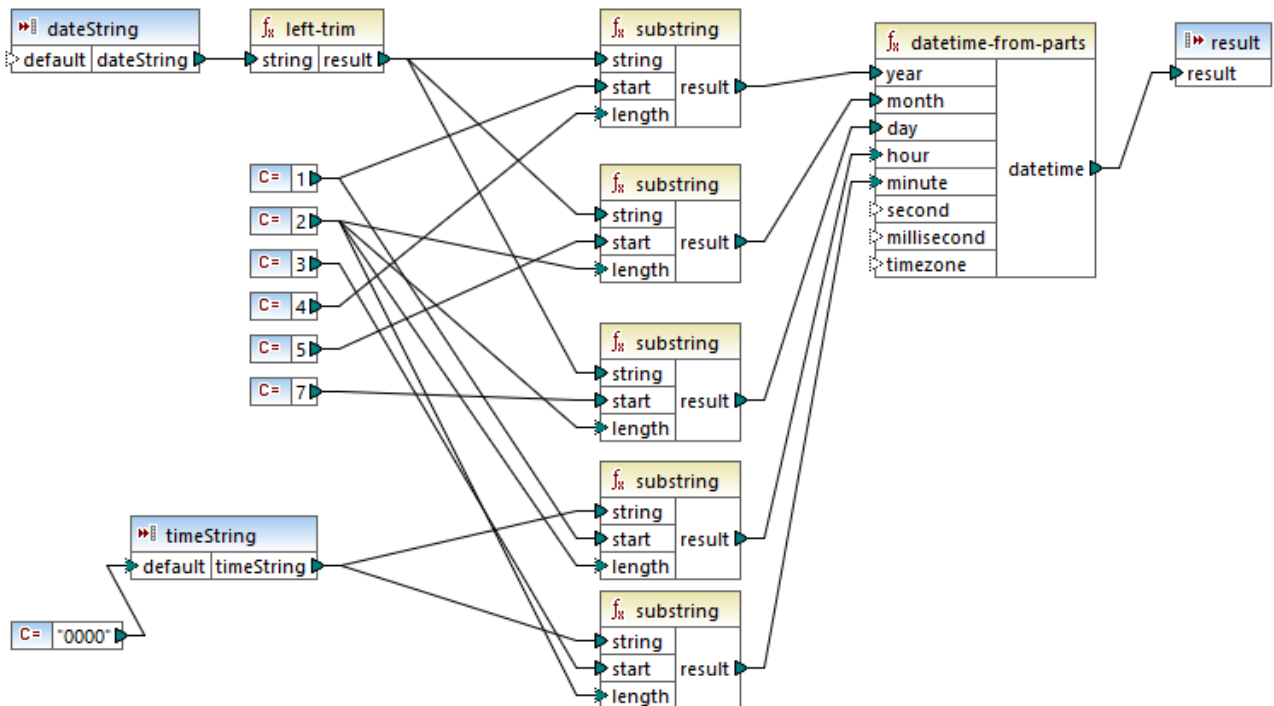 dateString
default dateString
left-trim
string result
substring
string
start
length
result
datetime-from-parts
year
month
day
hour
minute
second
millisecond
timezone
datetime
result
result
C= 1
C= 2
C= 3
C= 4
C= 5
C= 7
substring
string
start
length
result
substring
string
start
length
result
substring
string
start
length
result
timeString
default timeString
C= "0000"
substring
string
start
length
result